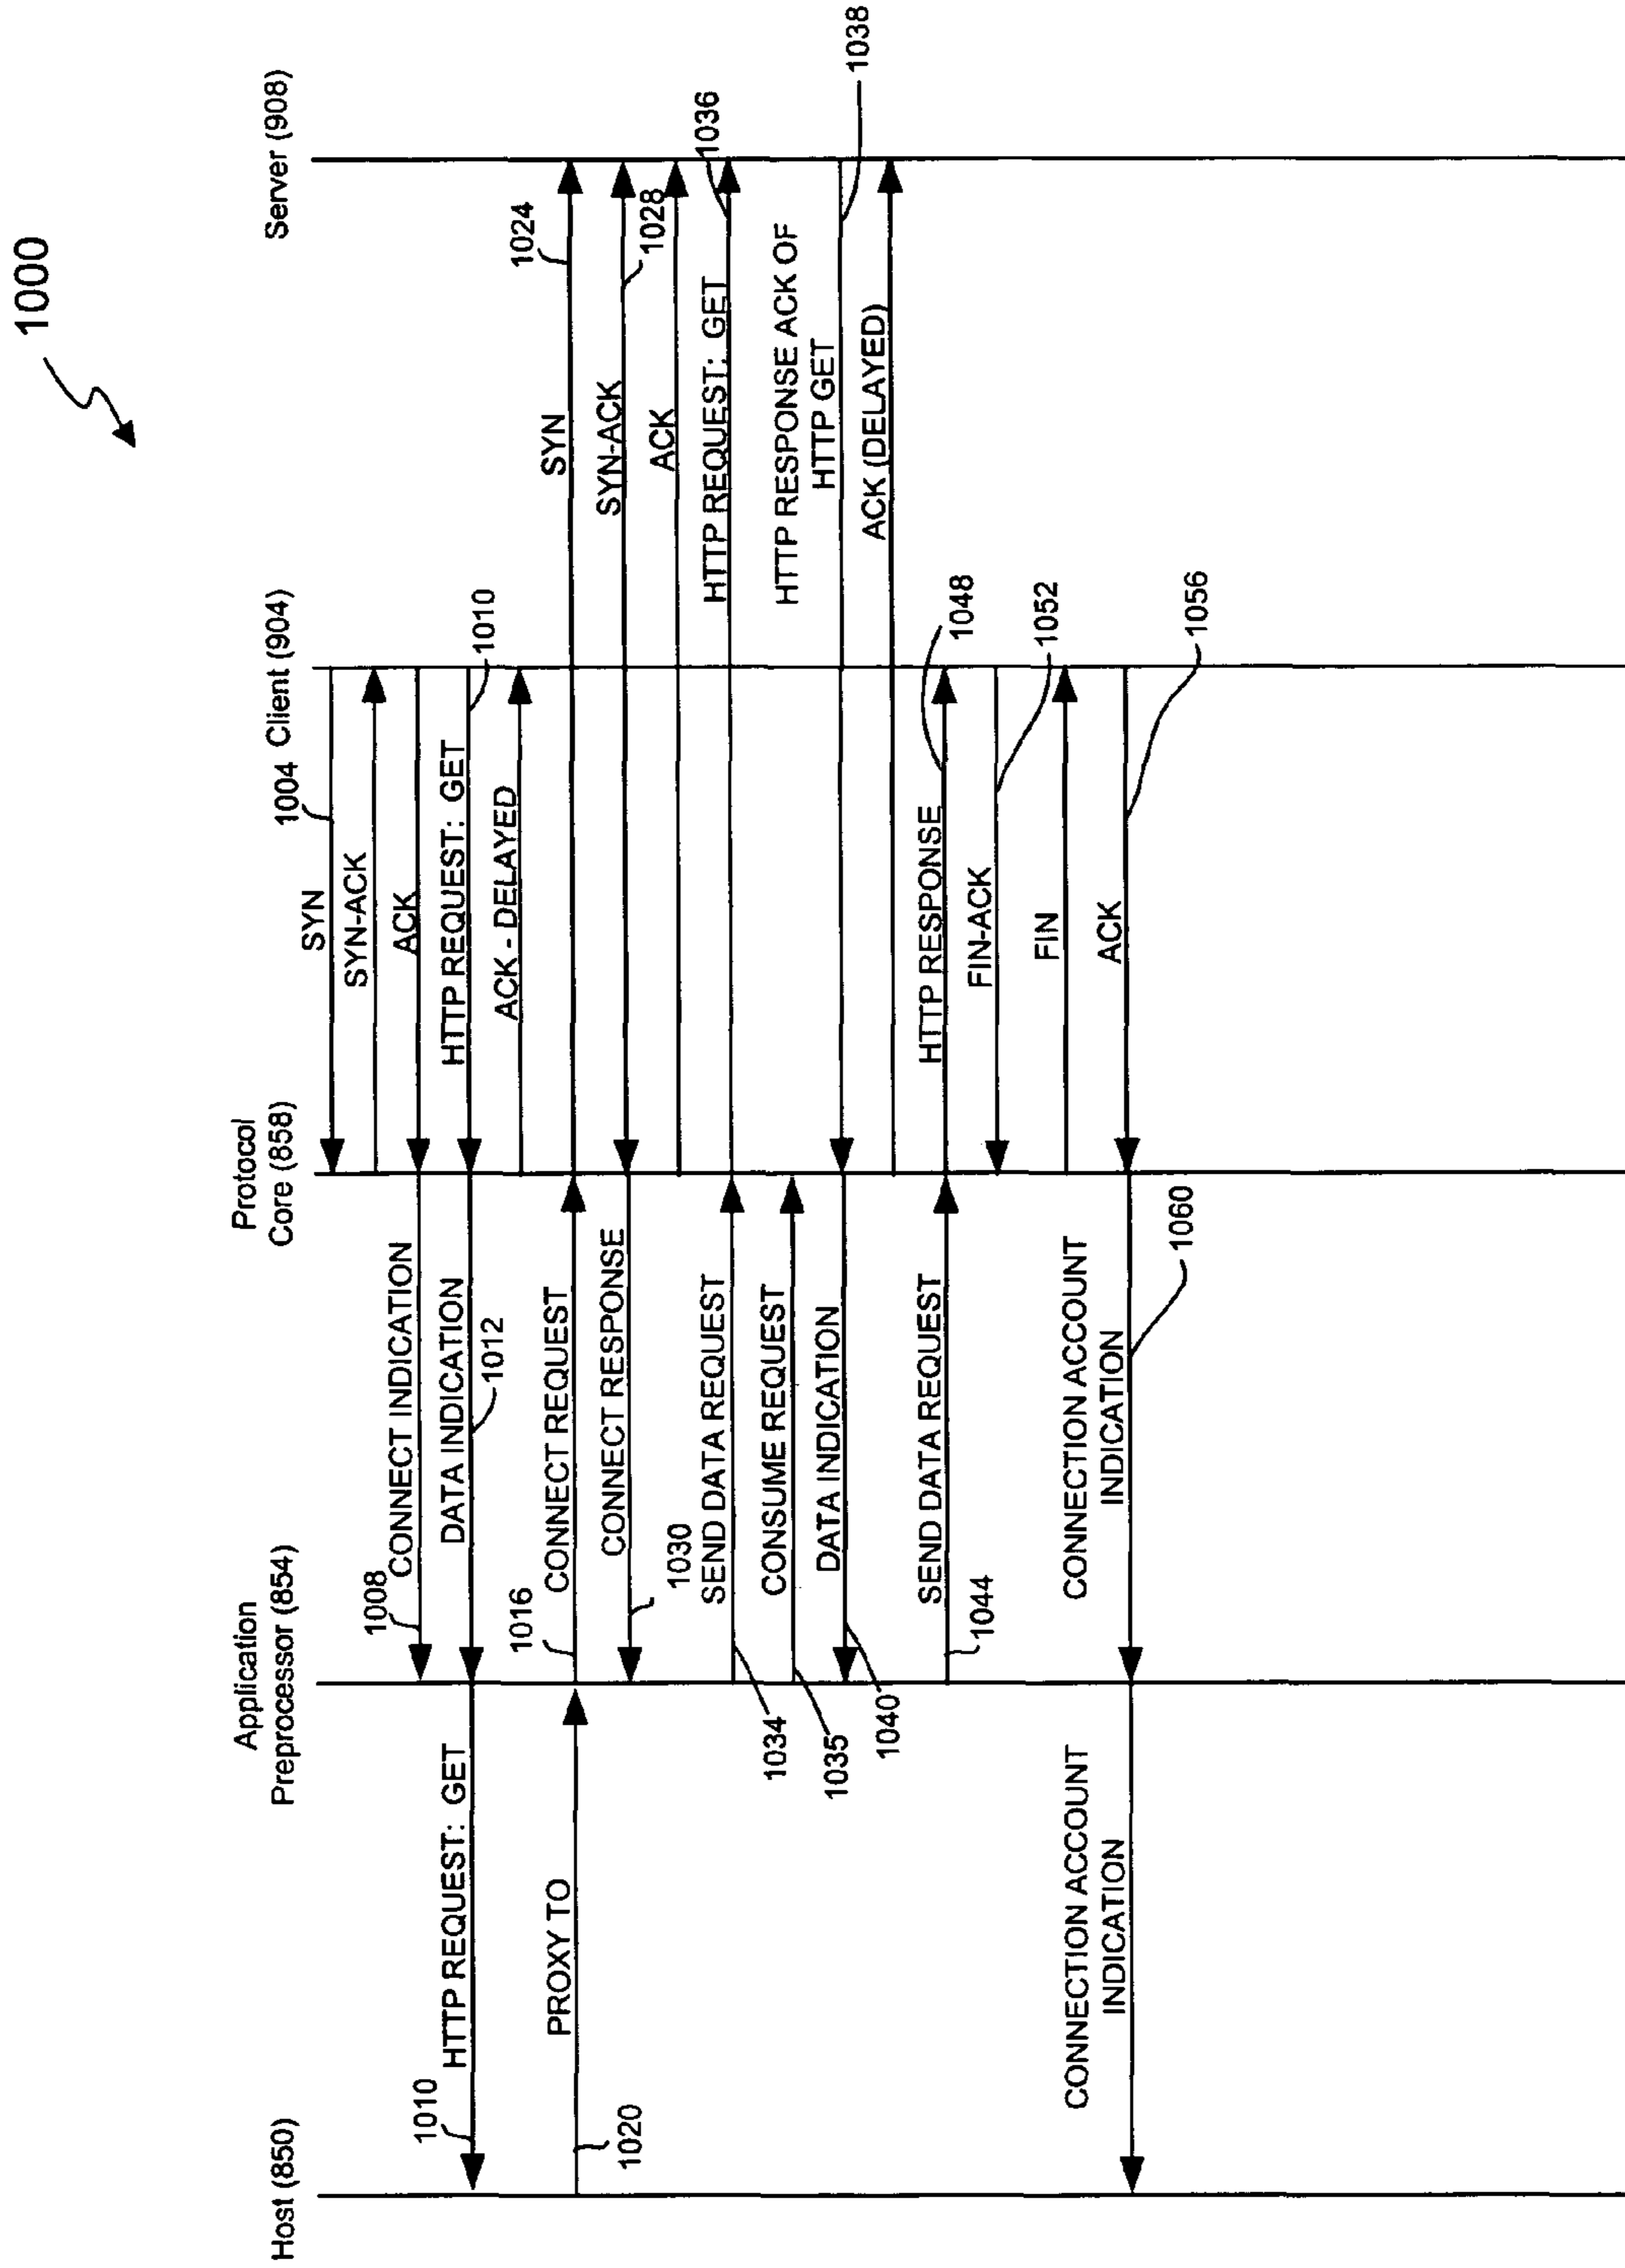 1000
Host (850)
Application
Preprocessor (854)
Protocol
Core (858)
1004 Client (904)
Server (908)
SYN
SYN-ACK
ACK
1008
CONNECT INDICATION
1010
HTTP REQUEST: GET
DATA INDICATION
1012
HTTP REQUEST: GET
1010
ACK - DELAYED
PROXY TO
1020
1016
CONNECT REQUEST
SYN
1024
CONNECT RESPONSE
1030
SYN-ACK
1028
ACK
SEND DATA REQUEST
1034
HTTP REQUEST: GET
1036
CONSUME REQUEST
1035
DATA INDICATION
1040
HTTP RESPONSE ACK OF
HTTP GET
1038
ACK (DELAYED)
SEND DATA REQUEST
1044
HTTP RESPONSE
1048
FIN-ACK
1052
FIN
CONNECTION ACCOUNT
INDICATION
CONNECTION ACCOUNT
INDICATION
1060
ACK
1056